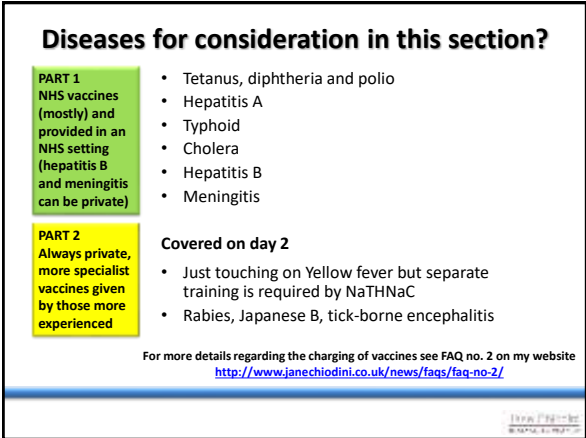 Diseases for consideration in this section?
PART 1
NHS vaccines
(mostly) and
provided in an
NHS setting
(hepatitis B
and meningitis
can be private)
• Tetanus, diphtheria and polio
• Hepatitis A
• Typhoid
• Cholera
• Hepatitis B
• Meningitis
PART 2
Always private,
more specialist
vaccines given
by those more
experienced
Covered on day 2
• Just touching on Yellow fever but separate
training is required by NaTHNaC
• Rabies, Japanese B, tick-borne encephalitis
For more details regarding the charging of vaccines see FAQ no. 2 on my website
http://www.janechiodini.co.uk/news/faqs/faq-no-2/